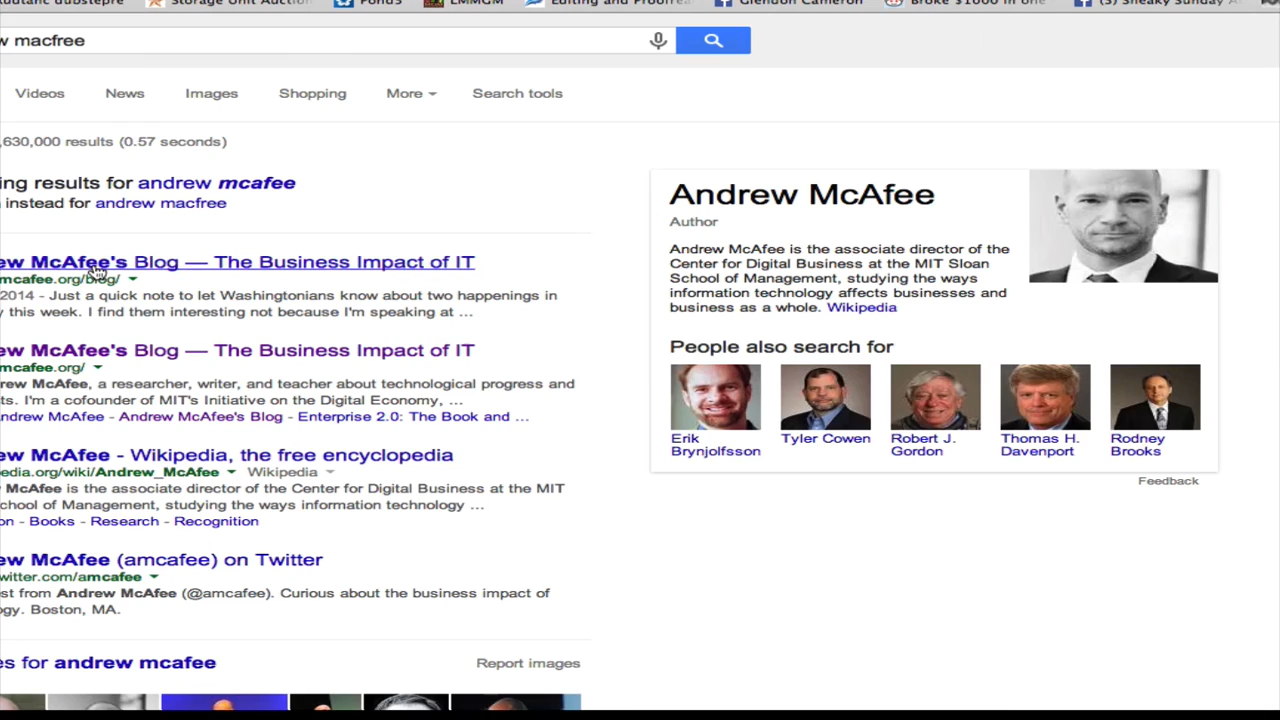 Storage Unit Auction
Pond5
LMMGM
Editing and Proofrea
Glendon Cameron
Broke $1000 in one
(3) Sneaky Sunday A
w macfree
Videos News Images Shopping More Search tools
,630,000 results (0.57 seconds)
ing results for andrew mcafee
instead for andrew macfree
ew McAfee's Blog — The Business Impact of IT
mcafee.org/blog/
2014 - Just a quick note to let Washingtonians know about two happenings in
y this week. I find them interesting not because I'm speaking at ...
ew McAfee's Blog — The Business Impact of IT
mcafee.org/
rew McAfee, a researcher, writer, and teacher about technological progress and
ts. I'm a cofounder of MIT's Initiative on the Digital Economy, ...
Andrew McAfee - Andrew McAfee's Blog - Enterprise 2.0: The Book and ...
ew McAfee - Wikipedia, the free encyclopedia
pedia.org/wiki/Andrew_McAfee Wikipedia
McAfee is the associate director of the Center for Digital Business at the MIT
chool of Management, studying the ways information technology ...
on - Books - Research - Recognition
ew McAfee (amcafee) on Twitter
witter.com/amcafee
st from Andrew McAfee (@amcafee). Curious about the business impact of
ogy. Boston, MA.
es for andrew mcafee
Report images
Andrew McAfee
Author
Andrew McAfee is the associate director of the
Center for Digital Business at the MIT Sloan
School of Management, studying the ways
information technology affects businesses and
business as a whole. Wikipedia
People also search for
Erik
Brynjolfsson
Tyler Cowen
Robert J.
Gordon
Thomas H.
Davenport
Rodney
Brooks
Feedback